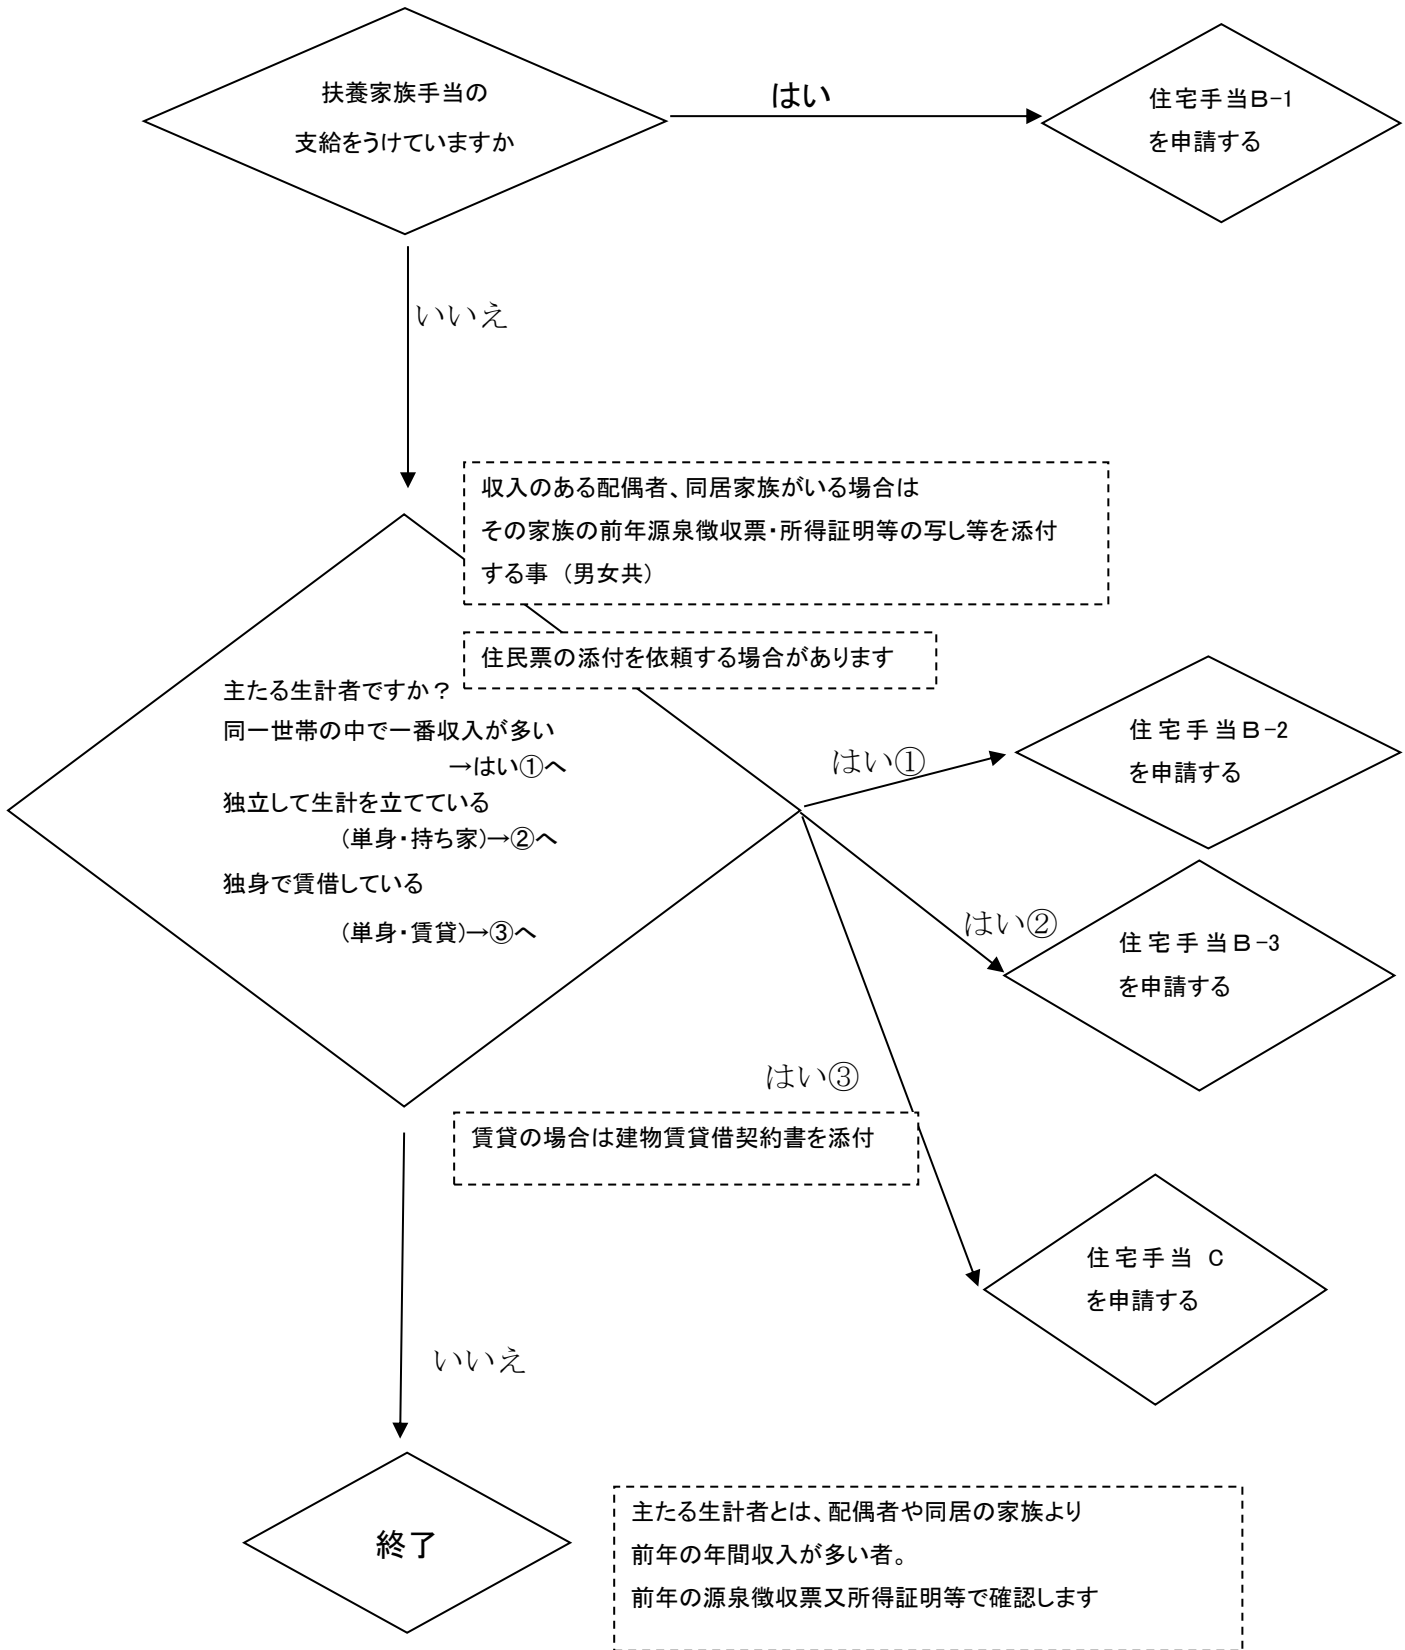 扶養家族手当の
支給をうけていますか
はい
住宅手当B-1
を申請する
いいえ
収入のある配偶者、同居家族がいる場合は
その家族の前年源泉徴収票・所得証明等の写し等を添付
する事（男女共）
住民票の添付を依頼する場合があります
主たる生計者ですか？
同一世帯の中で一番収入が多い
→はい①へ
独立して生計を立てている
（単身・持ち家）→②へ
独身で賃借している
（単身・賃貸）→③へ
はい①
住宅手当B-2
を申請する
はい②
住宅手当B-3
を申請する
はい③
賃貸の場合は建物賃貸借契約書を添付
住宅手当 C
を申請する
いいえ
終了
主たる生計者とは、配偶者や同居の家族より
前年の年間収入が多い者。
前年の源泉徴収票又所得証明等で確認します